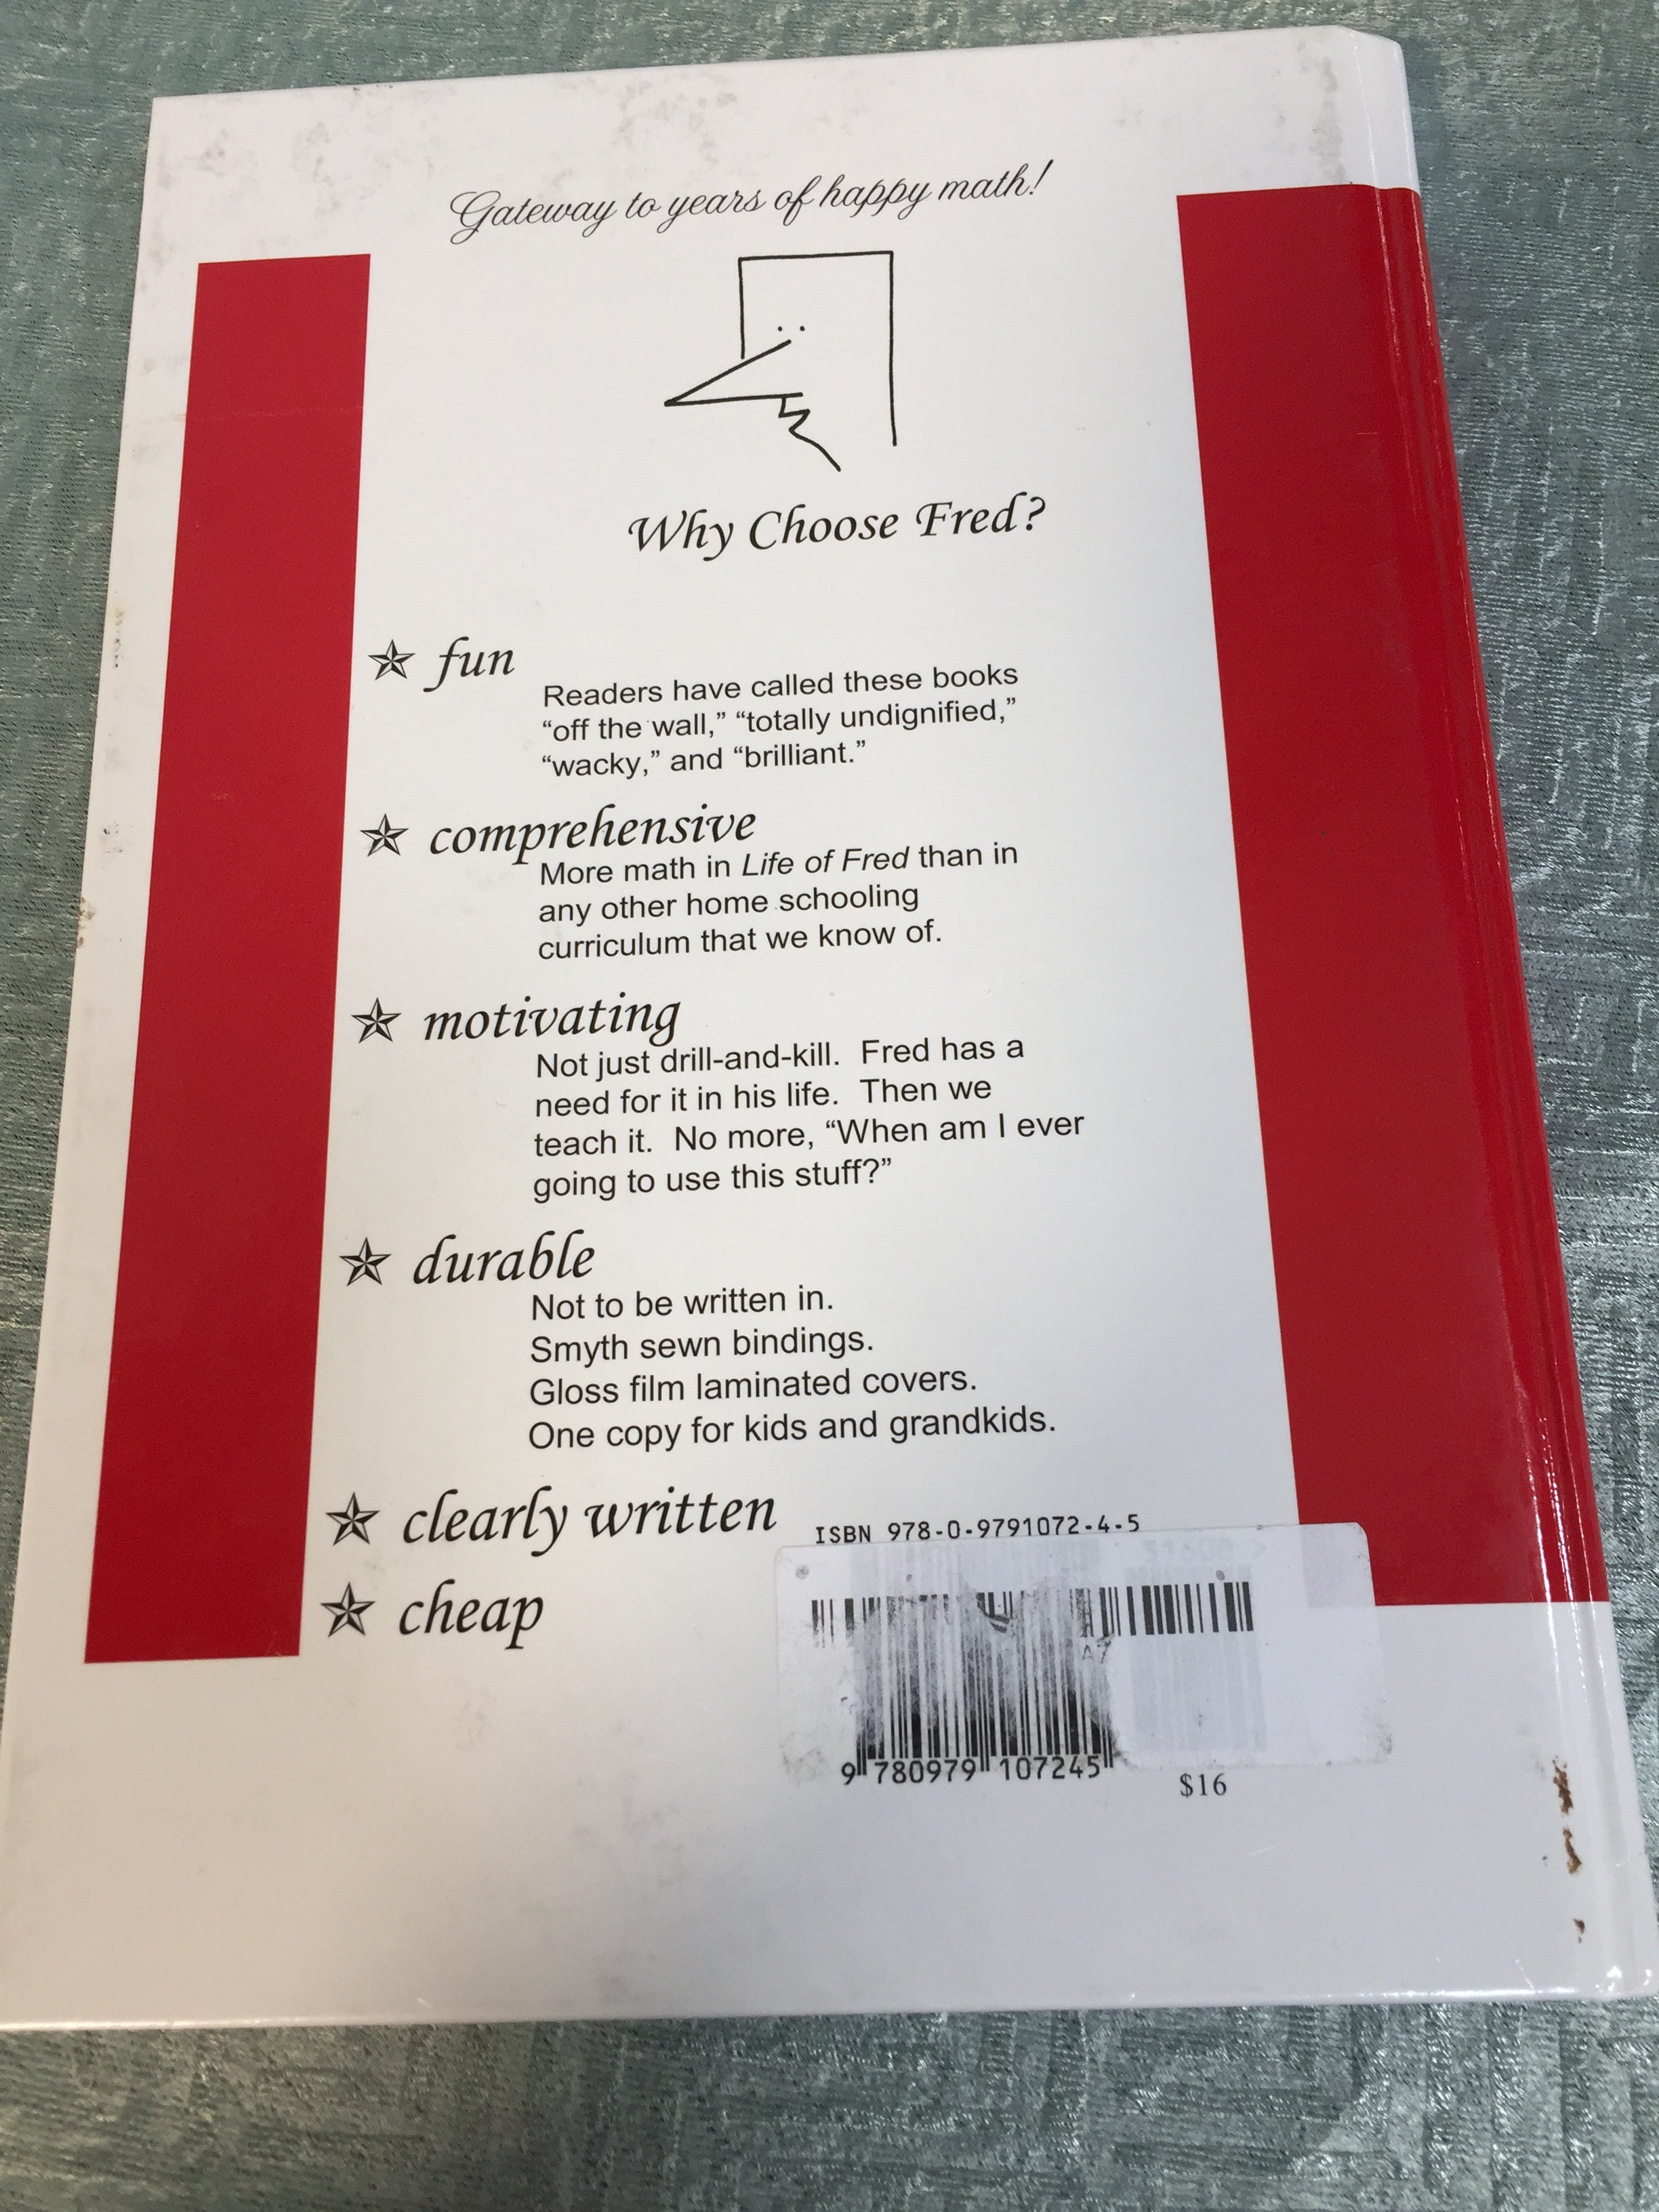 Gateway to years of happy math!
Why Choose Fred?
fun
Readers have called these books
“off the wall,” “totally undignified,”
“wacky,” and “brilliant.”
comprehensive
More math in Life of Fred than in
any other home schooling
curriculum that we know of.
motivating
Not just drill-and-kill.  Fred has a
need for it in his life.  Then we
teach it.  No more, “When am I ever
going to use this stuff?”
durable
Not to be written in.
Smyth sewn bindings.
Gloss film laminated covers.
One copy for kids and grandkids.
clearly written
ISBN 978-0-9791072-4-5
cheap
A7
9 780979 107245
$16